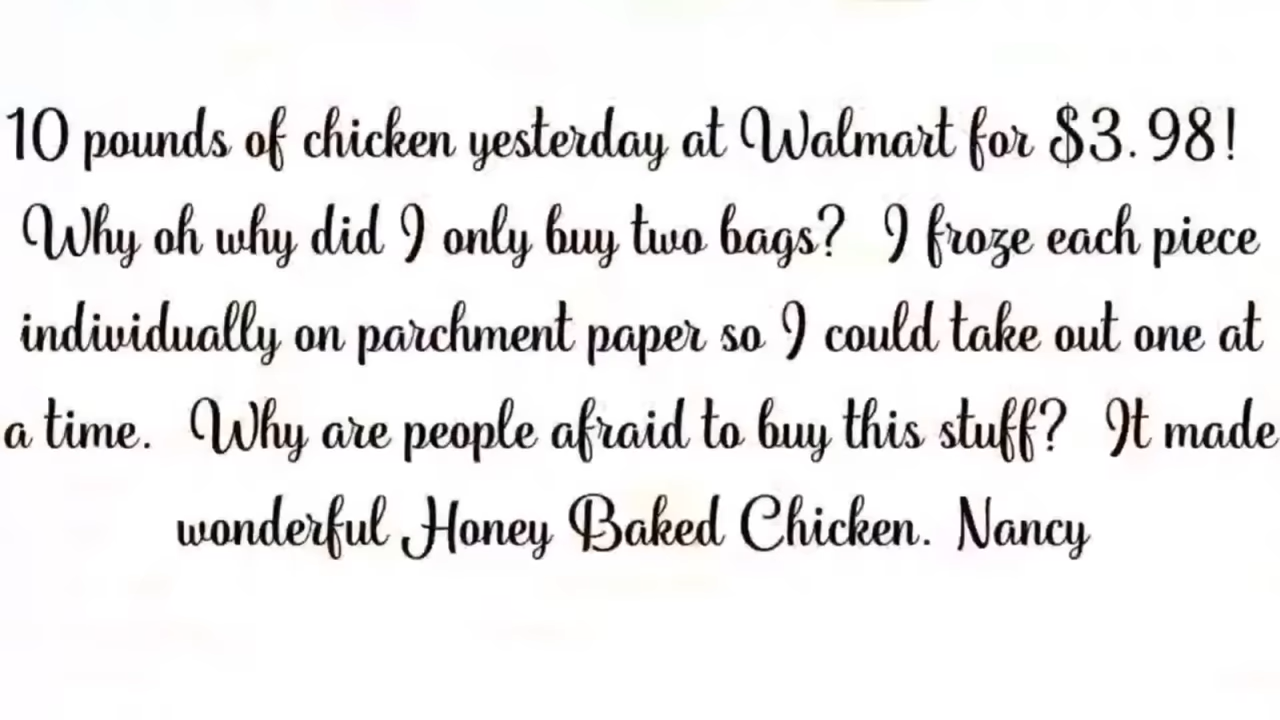 10 pounds of chicken yesterday at Walmart for $3.98!
Why oh why did I only buy two bags? I froze each piece
individually on parchment paper so I could take out one at
a time. Why are people afraid to buy this stuff? It made
wonderful Honey Baked Chicken. Nancy